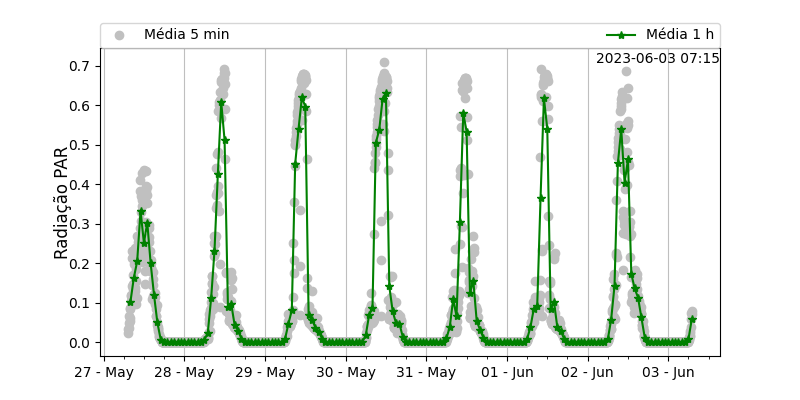 Média 5 min
Média 1 h
2023-06-03 07:15
Radiação PAR
0.7
0.6
0.5
0.4
0.3
0.2
0.1
0.0
27 - May
28 - May
29 - May
30 - May
31 - May
01 - Jun
02 - Jun
03 - Jun